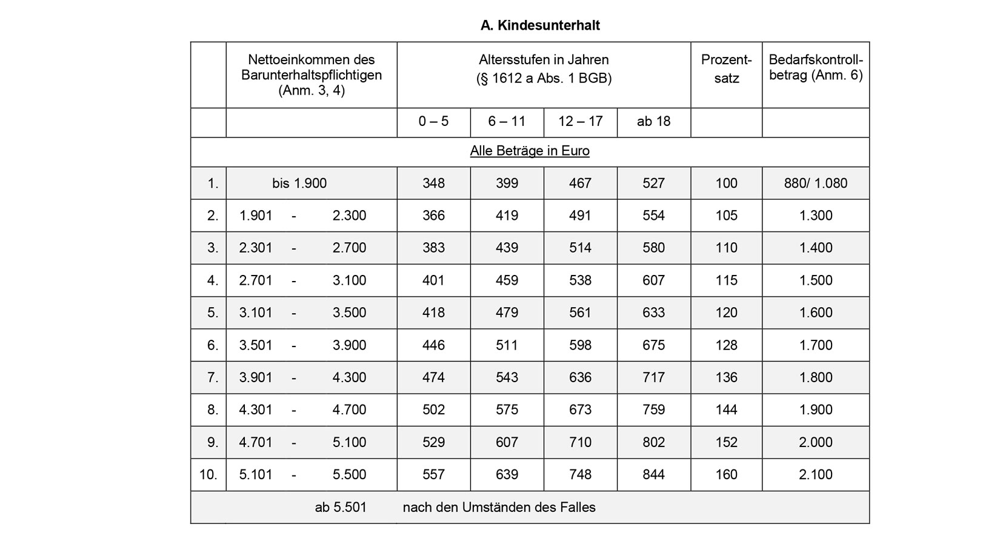 A. Kindesunterhalt
Nettoeinkommen des
Barunterhaltspflichtigen
(Anm. 3, 4)
Altersstufen in Jahren
(§ 1612 a Abs. 1 BGB)
Prozent-
satz
Bedarfskontroll-
betrag (Anm. 6)
0 – 5 6 – 11 12 – 17 ab 18
Alle Beträge in Euro
1. bis 1.900 348 399 467 527 100 880/ 1.080
2. 1.901 - 2.300 366 419 491 554 105 1.300
3. 2.301 - 2.700 383 439 514 580 110 1.400
4. 2.701 - 3.100 401 459 538 607 115 1.500
5. 3.101 - 3.500 418 479 561 633 120 1.600
6. 3.501 - 3.900 446 511 598 675 128 1.700
7. 3.901 - 4.300 474 543 636 717 136 1.800
8. 4.301 - 4.700 502 575 673 759 144 1.900
9. 4.701 - 5.100 529 607 710 802 152 2.000
10. 5.101 - 5.500 557 639 748 844 160 2.100
ab 5.501 nach den Umständen des Falles